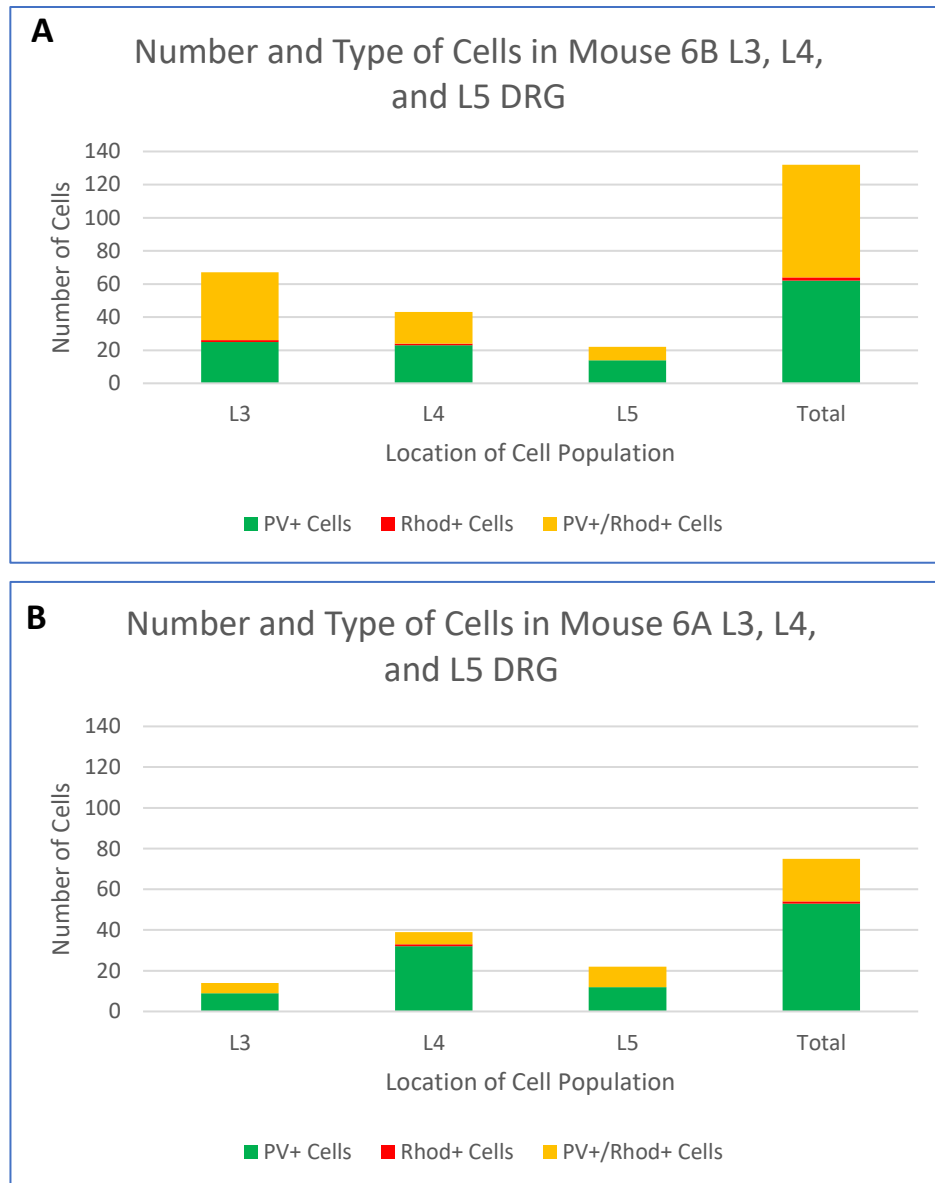 A
Number and Type of Cells in Mouse 6B L3, L4,
and L5 DRG
140
120
100
80
60
40
20
0
Number of Cells
L3 L4 L5 Total
Location of Cell Population
PV+ Cells Rhod+ Cells PV+/Rhod+ Cells
B
Number and Type of Cells in Mouse 6A L3, L4,
and L5 DRG
140
120
100
80
60
40
20
0
Number of Cells
L3 L4 L5 Total
Location of Cell Population
PV+ Cells Rhod+ Cells PV+/Rhod+ Cells